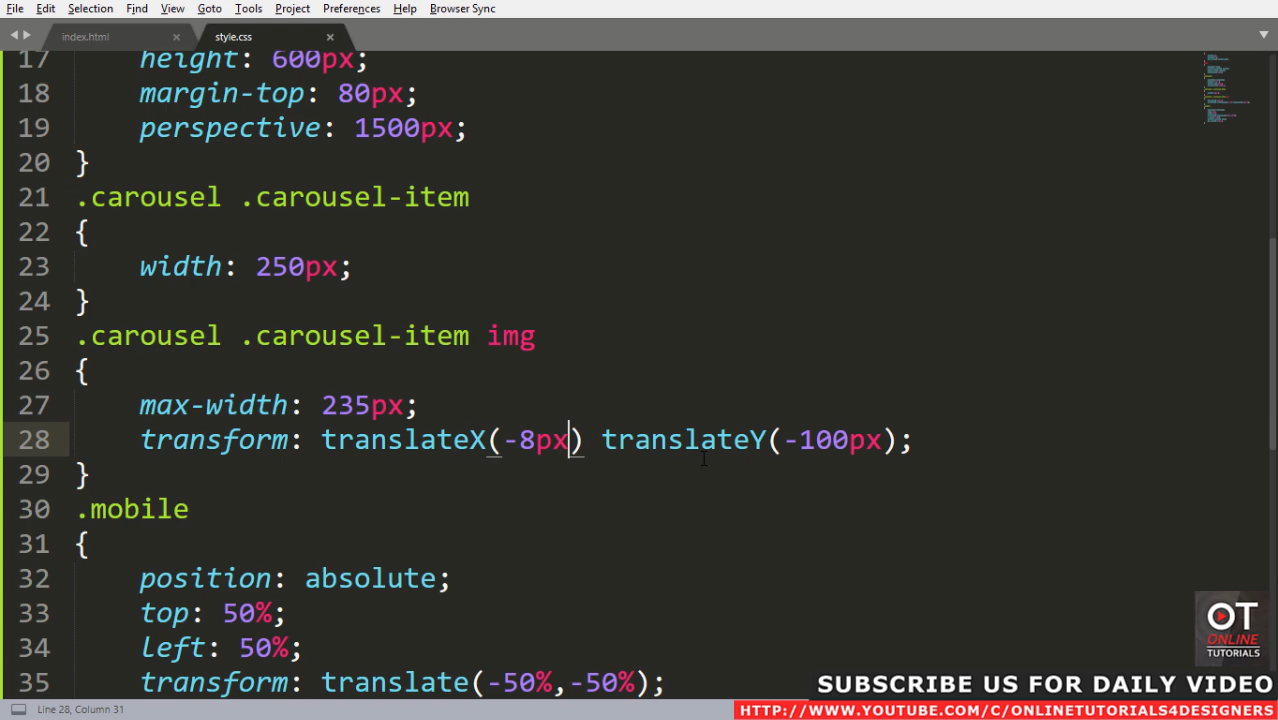 File Edit Selection Find View Goto Tools Project Preferences Help Browser Sync
index.html style.css
17 height: 600px;
18 margin-top: 80px;
19 perspective: 1500px;
20 }
21 .carousel .carousel-item
22 {
23 width: 250px;
24 }
25 .carousel .carousel-item img
26 {
27 max-width: 235px;
28 transform: translateX(-8px) translateY(-100px);
29 }
30 .mobile
31 {
32 position: absolute;
33 top: 50%;
34 left: 50%;
35 transform: translate(-50%,-50%);
OT
ONLINE
TUTORIALS
SUBSCRIBE US FOR DAILY VIDEO
Line 28, Column 31
HTTP://WWW.YOUTUBE.COM/C/ONLINETUTORIALS4DESIGNERS